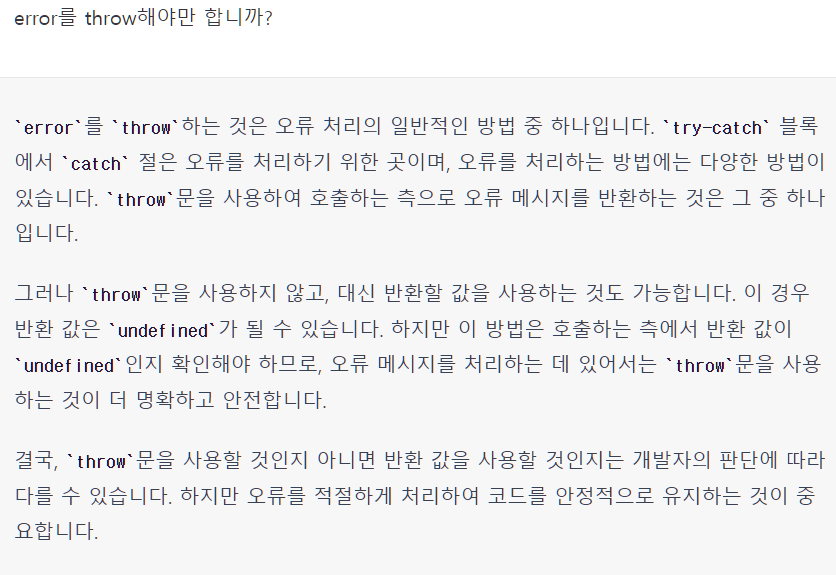 error를 throw해야만 합니까?
`error`를 `throw`하는 것은 오류 처리의 일반적인 방법 중 하나입니다. `try-catch` 블록
에서 `catch` 절은 오류를 처리하기 위한 곳이며, 오류를 처리하는 방법에는 다양한 방법이
있습니다. `throw`문을 사용하여 호출하는 측으로 오류 메시지를 반환하는 것은 그 중 하나
입니다.
그러나 `throw`문을 사용하지 않고, 대신 반환할 값을 사용하는 것도 가능합니다. 이 경우
반환 값은 `undefined`가 될 수 있습니다. 하지만 이 방법은 호출하는 측에서 반환 값이
`undefined`인지 확인해야 하므로, 오류 메시지를 처리하는 데 있어서는 `throw`문을 사용
하는 것이 더 명확하고 안전합니다.
결국, `throw`문을 사용할 것인지 아니면 반환 값을 사용할 것인지는 개발자의 판단에 따라
다를 수 있습니다. 하지만 오류를 적절하게 처리하여 코드를 안정적으로 유지하는 것이 중
요합니다.